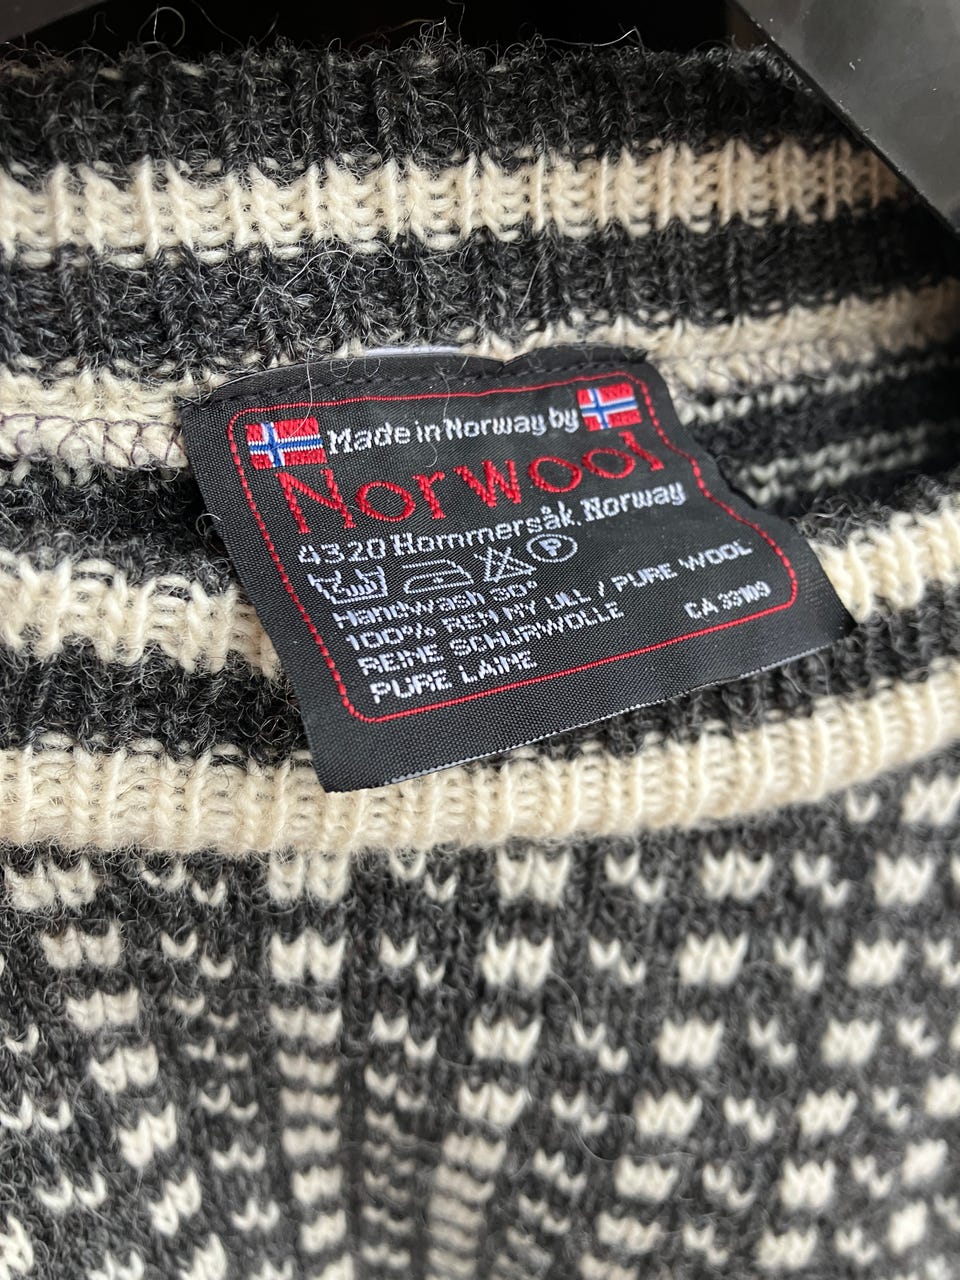 Made in Norway by
Norwool
4320 Hommersåk, Norway
P
Handwash 30°
100% REN NY ULL / PURE WOOL
REINE SCHURWOLLE CA 33109
PURE LAINE